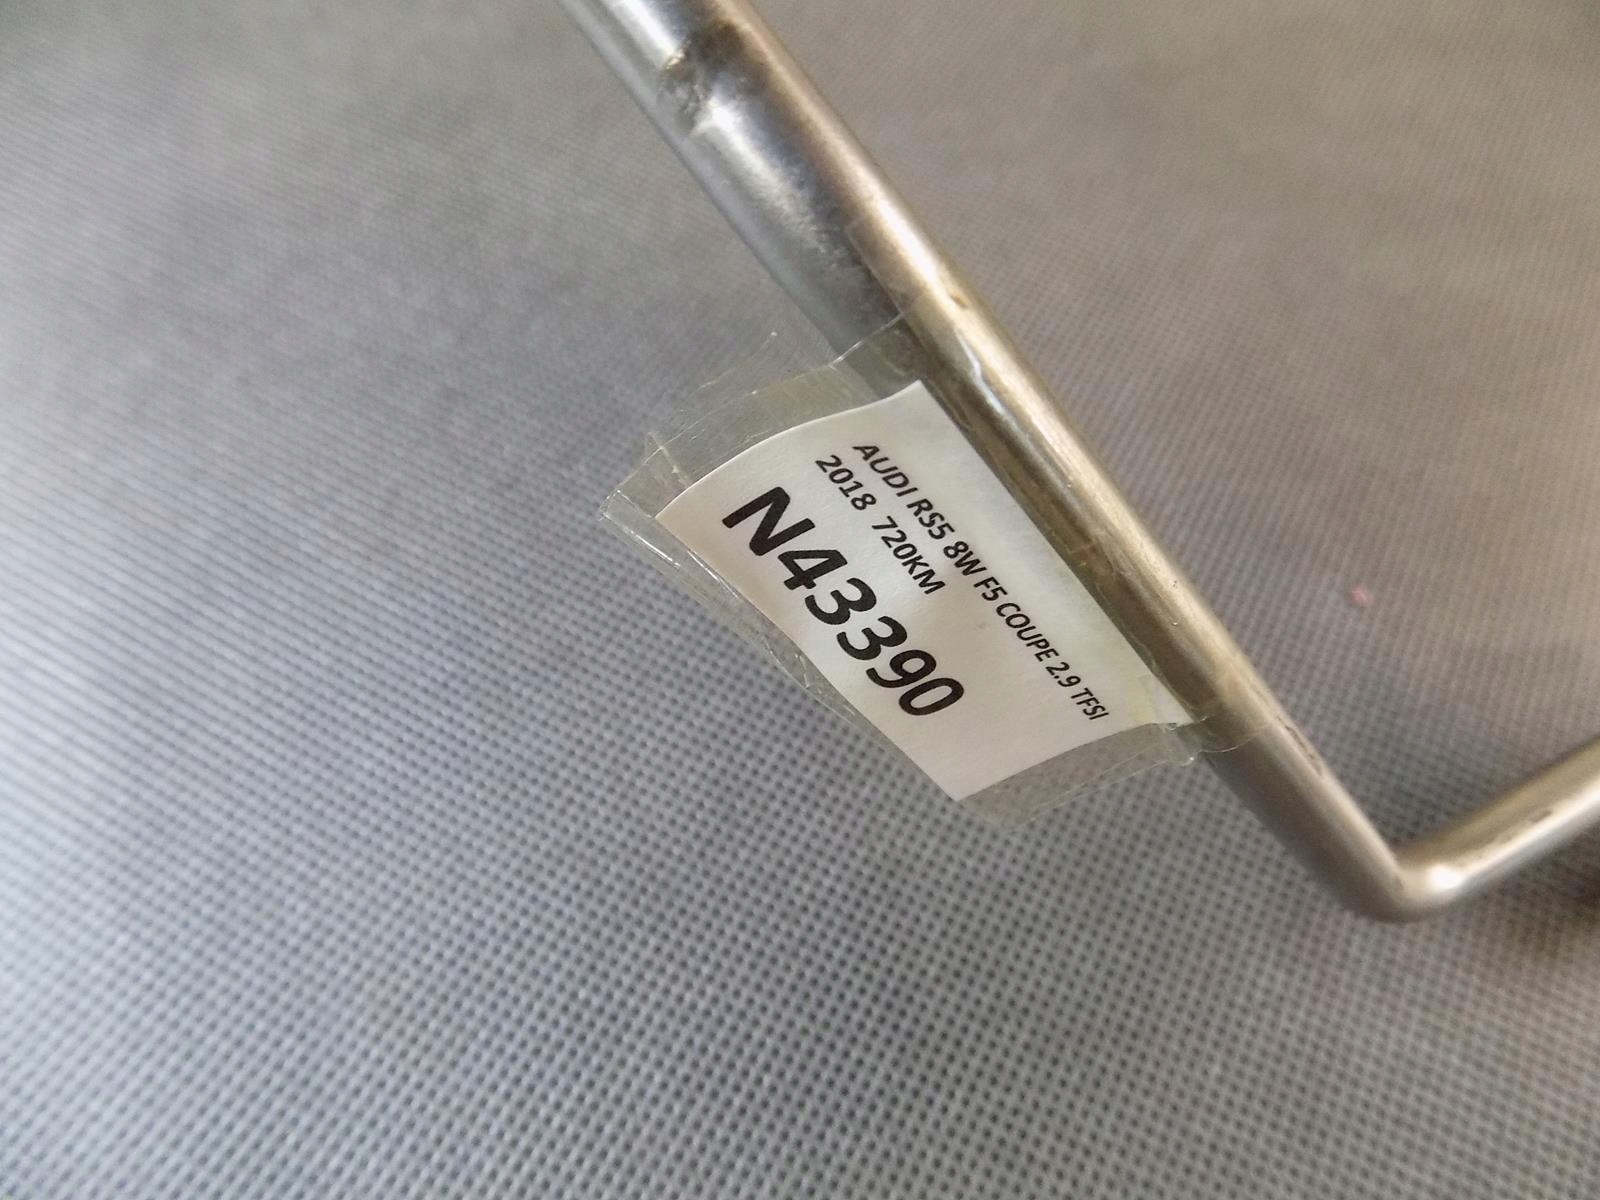 AUDI RS5 8W F5 COUPE 2.9 TFSI
2018 720KM
N43390